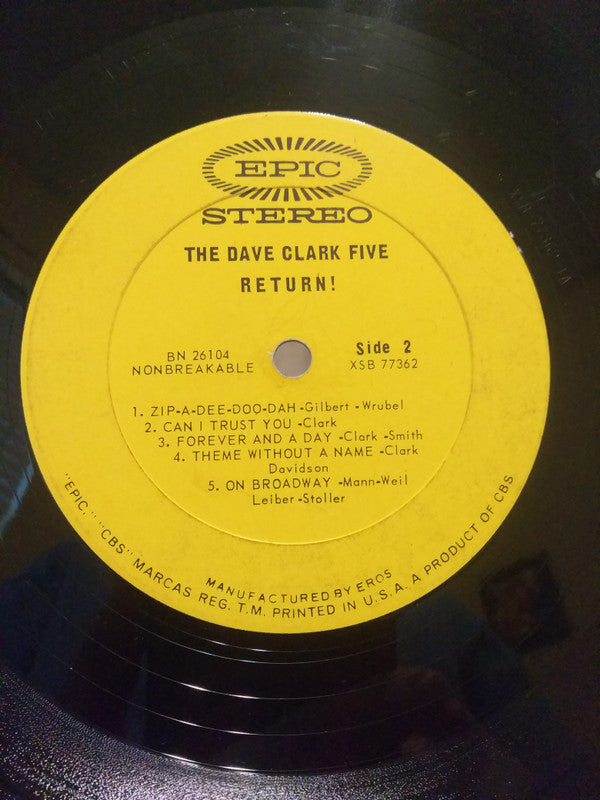 EPIC
STEREO
THE DAVE CLARK FIVE
RETURN!
BN 26104
NONBREAKABLE
Side 2
XSB 77362
1. ZIP-A-DEE-DOO-DAH -Gilbert -Wrubel
2. CAN I TRUST YOU -Clark
3. FOREVER AND A DAY -Clark -Smith
4. THEME WITHOUT A NAME -Clark
Davidson
5. ON BROADWAY -Mann-Weil
Leiber-Stoller
MANUFACTURED BY EROS
"EPIC," "CBS" MARCAS REG. T.M. PRINTED IN U.S.A. A PRODUCT OF CBS